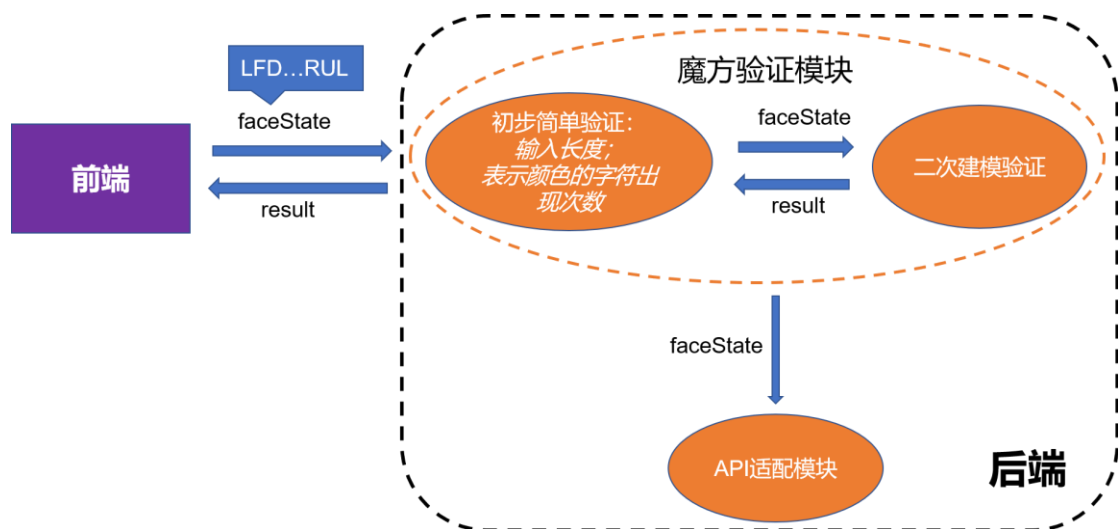 LFD…RUL
魔方验证模块
faceState
前端
result
初步简单验证：
输入长度；
表示颜色的字符出
现次数
faceState
result
二次建模验证
faceState
API适配模块
后端